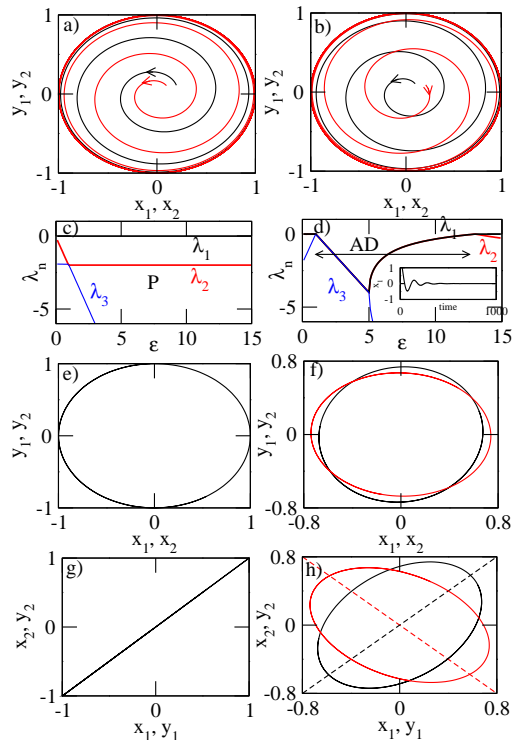 a)
y₁, y₂
1
0
-1
-1 0 1
x₁, x₂
b)
y₁, y₂
1
0
-1
-1 0 1
x₁, x₂
c)
λₙ
0
-5
λ₁
λ₂
λ₃
P
0 5 10 15
ε
d)
0
-5
λ₁
AD
λ₂
λ₃
x₁
1
0
-1
0 time 1000
0 5 10 15
ε
e)
y₁, y₂
1
0
-1
-1 0 1
x₁, x₂
f)
y₁, y₂
0.8
0
-0.8
-0.8 0 0.8
x₁, x₂
g)
x₂, y₂
1
0
-1
-1 0 1
x₁, y₁
h)
x₂, y₂
0.8
0
-0.8
-0.8 0 0.8
x₁, y₁